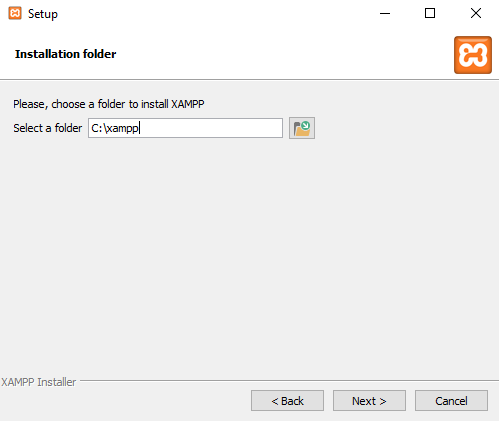 Setup
Installation folder
Please, choose a folder to install XAMPP
Select a folder C:\xampp
XAMPP Installer
< Back Next > Cancel